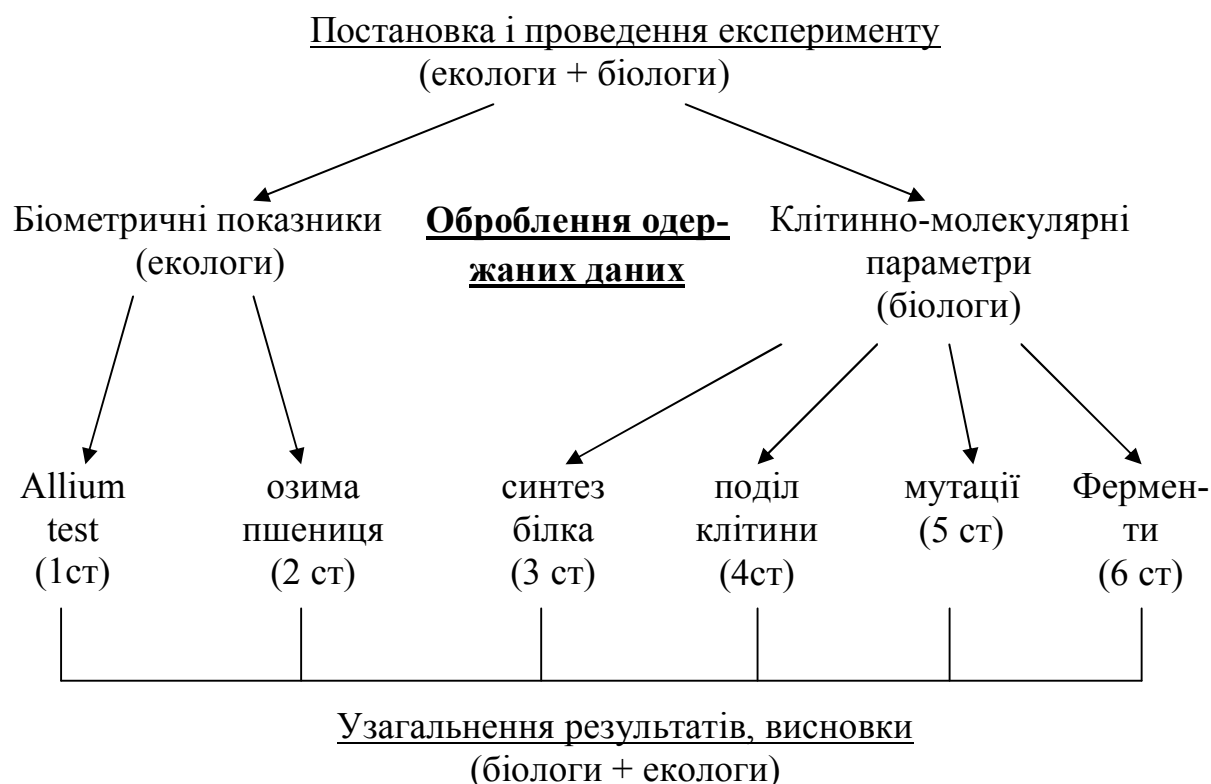 Постановка і проведення експерименту
(екологи + біологи)
Біометричні показники
(екологи)
Оброблення одер-
жаних даних
Клітинно-молекулярні
параметри
(біологи)
Allium
test
(1ст)
озима
пшениця
(2 ст)
синтез
білка
(3 ст)
поділ
клітини
(4ст)
мутації
(5 ст)
Фермен-
ти
(6 ст)
Узагальнення результатів, висновки
(біологи + екологи)